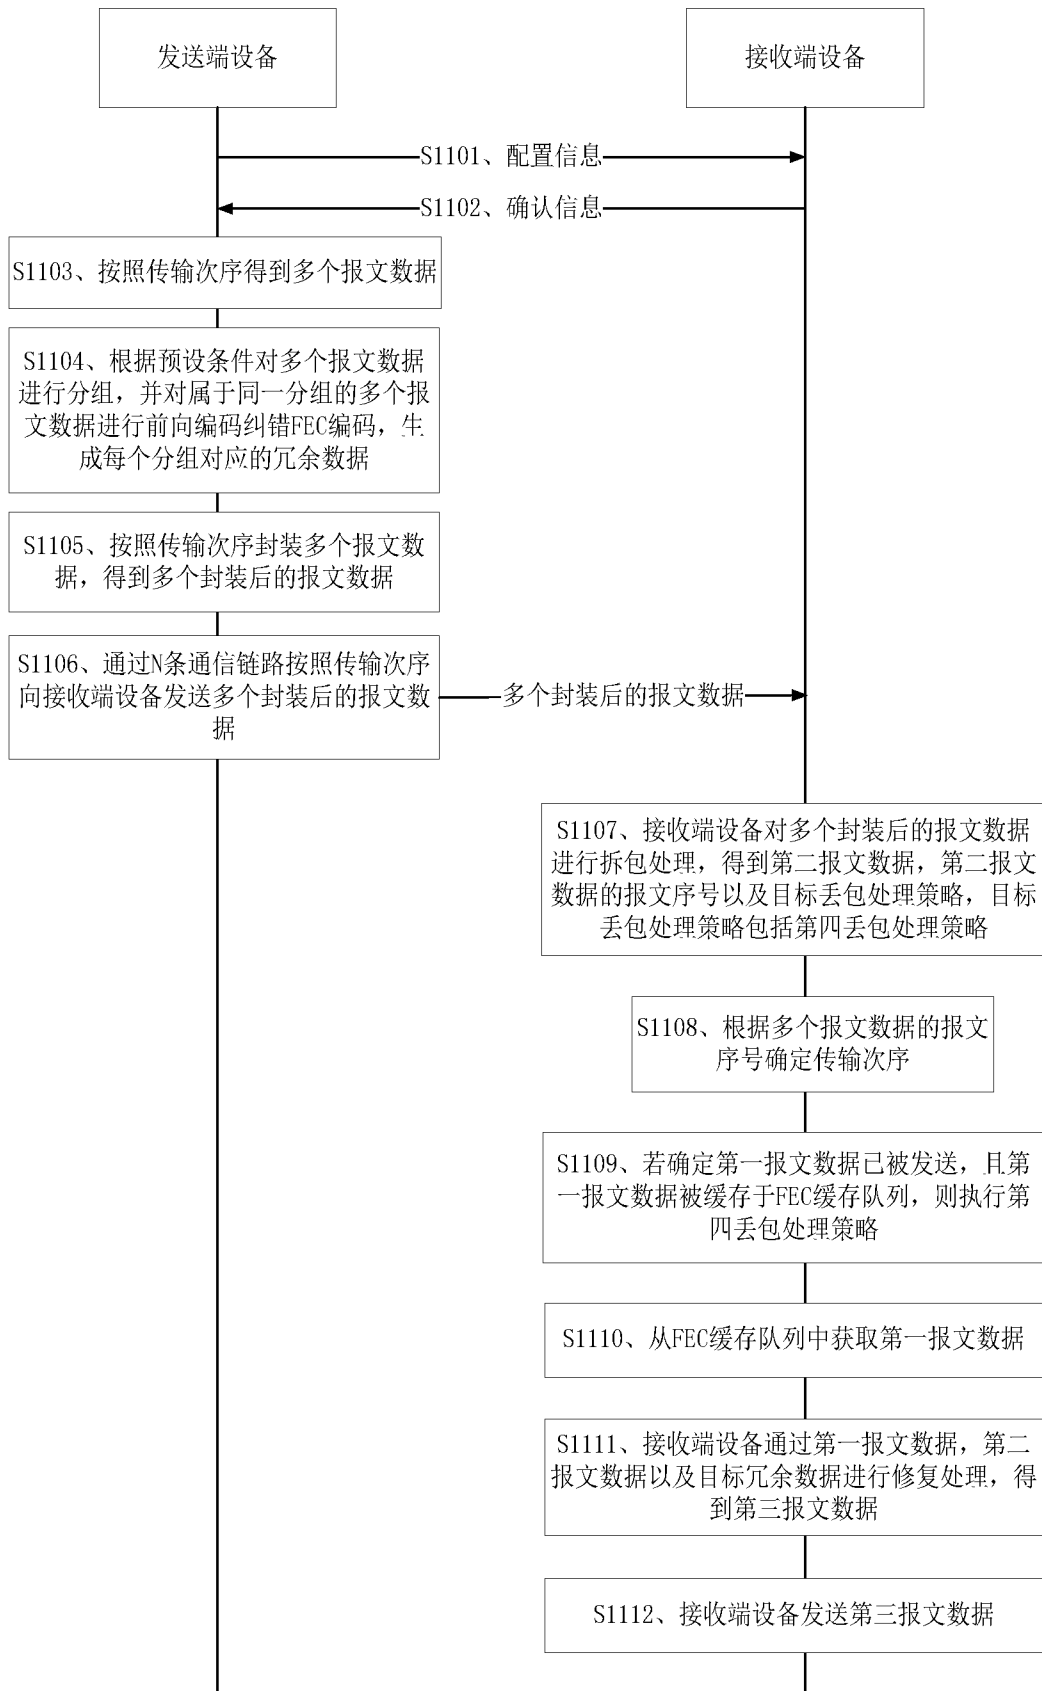 发送端设备
接收端设备
S1101、配置信息
S1102、确认信息
S1103、按照传输次序得到多个报文数据
S1104、根据预设条件对多个报文数据
进行分组，并对属于同一分组的多个报
文数据进行前向编码纠错FEC编码，生
成每个分组对应的冗余数据
S1105、按照传输次序封装多个报文数
据，得到多个封装后的报文数据
S1106、通过N条通信链路按照传输次序
向接收端设备发送多个封装后的报文数
据
多个封装后的报文数据
S1107、接收端设备对多个封装后的报文数据
进行拆包处理，得到第二报文数据，第二报文
数据的报文序号以及目标丢包处理策略，目标
丢包处理策略包括第四丢包处理策略
S1108、根据多个报文数据的报文
序号确定传输次序
S1109、若确定第一报文数据已被发送，且第
一报文数据被缓存于FEC缓存队列，则执行第
四丢包处理策略
S1110、从FEC缓存队列中获取第一报文数据
S1111、接收端设备通过第一报文数据，第二
报文数据以及目标冗余数据进行修复处理，得
到第三报文数据
S1112、接收端设备发送第三报文数据